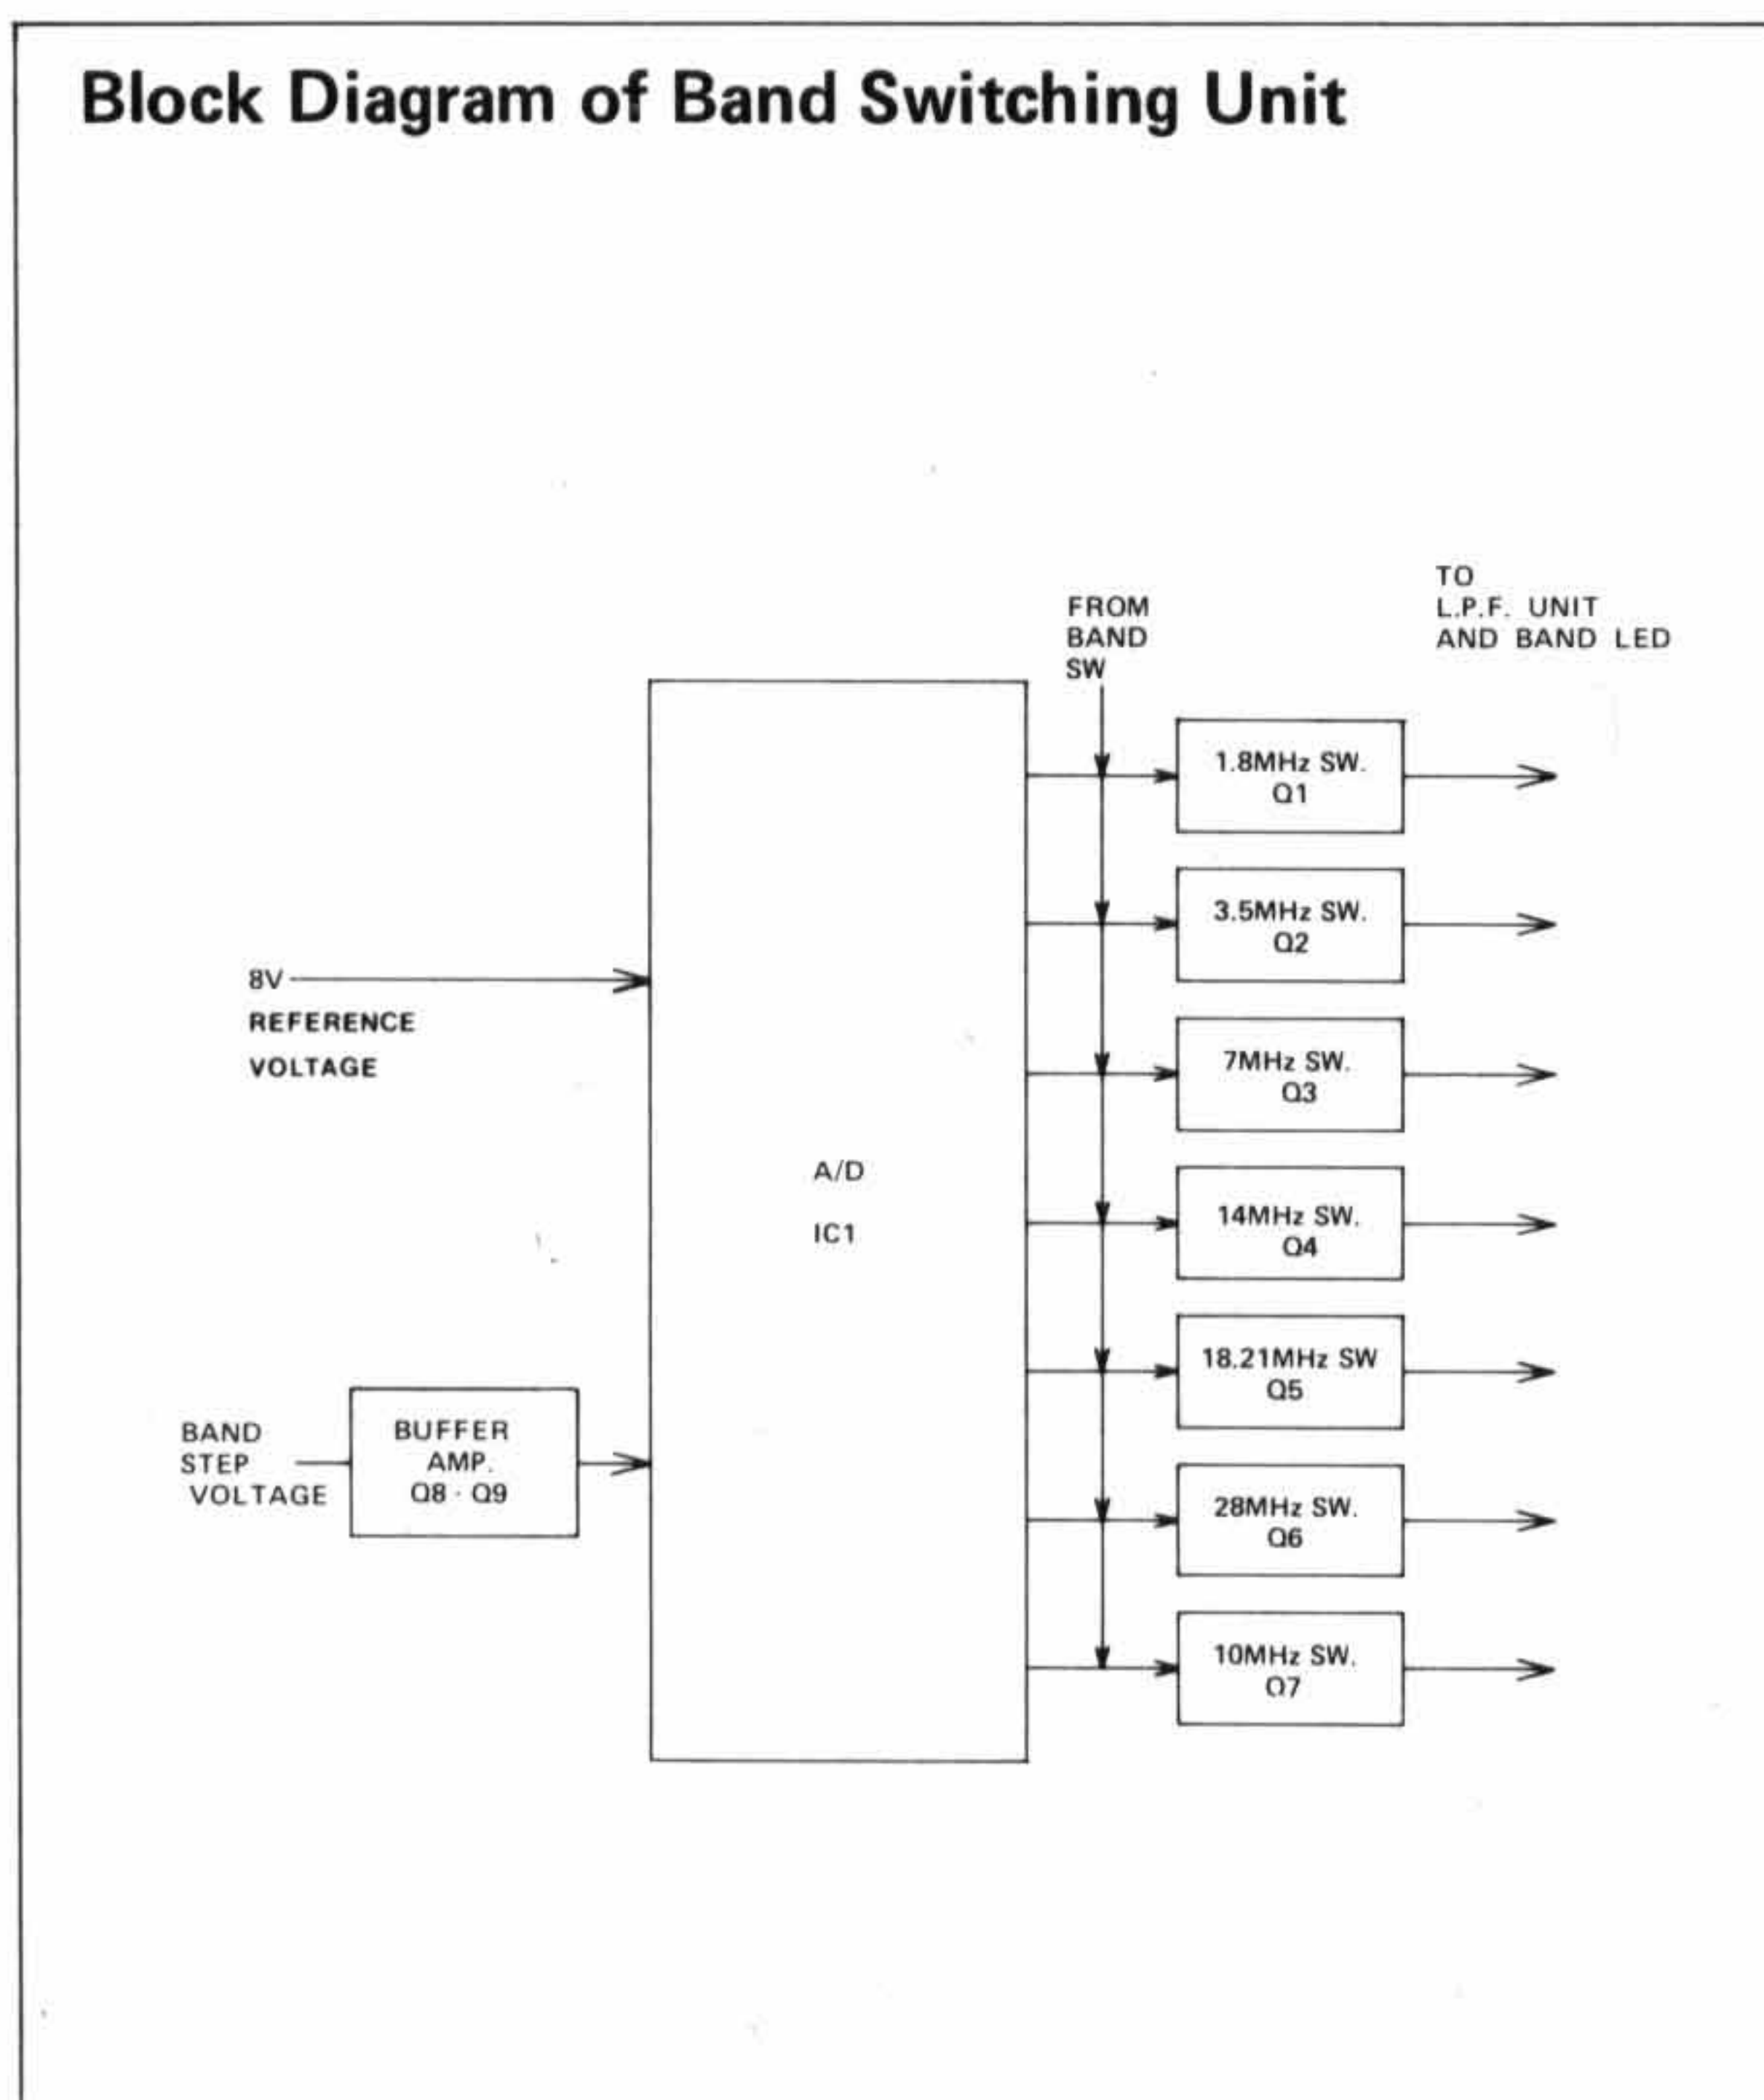 Block Diagram of Band Switching Unit
FROM
BAND
SW
TO
L.P.F. UNIT
AND BAND LED
1.8MHz SW.
Q1
3.5MHz SW.
Q2
8V
REFERENCE
VOLTAGE
7MHz SW.
Q3
A/D
IC1
14MHz SW.
Q4
18.21MHz SW
Q5
BAND
STEP
VOLTAGE
BUFFER
AMP.
Q8 · Q9
28MHz SW.
Q6
10MHz SW.
Q7